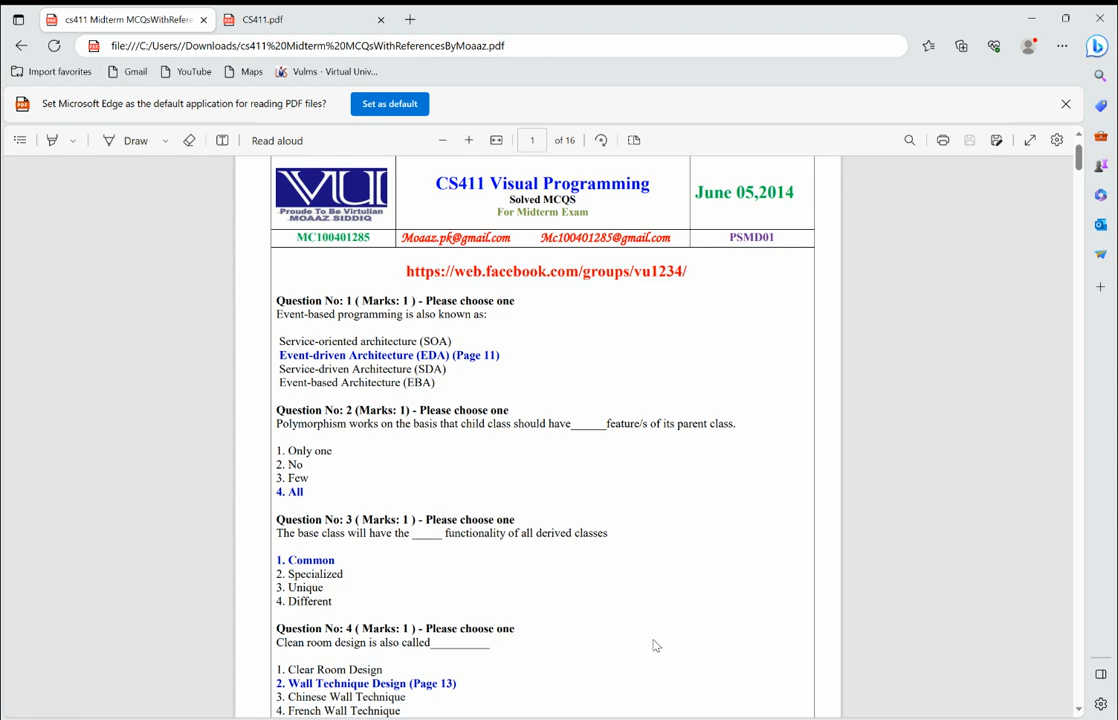 cs411 Midterm MCQsWithRefere
CS411.pdf
file:///C:/Users//Downloads/cs411%20Midterm%20MCQsWithReferencesByMoaaz.pdf
Import favorites
Gmail
YouTube
Maps
Vulms - Virtual Univ...
Set Microsoft Edge as the default application for reading PDF files?
Set as default
Draw
Read aloud
1
of 16
VU
Proude To Be Virtulian
MOAAZ SIDDIQ
CS411 Visual Programming
Solved MCQS
For Midterm Exam
June 05,2014
MC100401285
Moaaz.pk@gmail.com
Mc100401285@gmail.com
PSMD01
https://web.facebook.com/groups/vu1234/
Question No: 1 ( Marks: 1 ) - Please choose one
Event-based programming is also known as:
Service-oriented architecture (SOA)
Event-driven Architecture (EDA) (Page 11)
Service-driven Architecture (SDA)
Event-based Architecture (EBA)
Question No: 2 (Marks: 1) - Please choose one
Polymorphism works on the basis that child class should have______feature/s of its parent class.
1. Only one
2. No
3. Few
4. All
Question No: 3 ( Marks: 1 ) - Please choose one
The base class will have the _____ functionality of all derived classes
1. Common
2. Specialized
3. Unique
4. Different
Question No: 4 ( Marks: 1 ) - Please choose one
Clean room design is also called__________
1. Clear Room Design
2. Wall Technique Design (Page 13)
3. Chinese Wall Technique
4. French Wall Technique